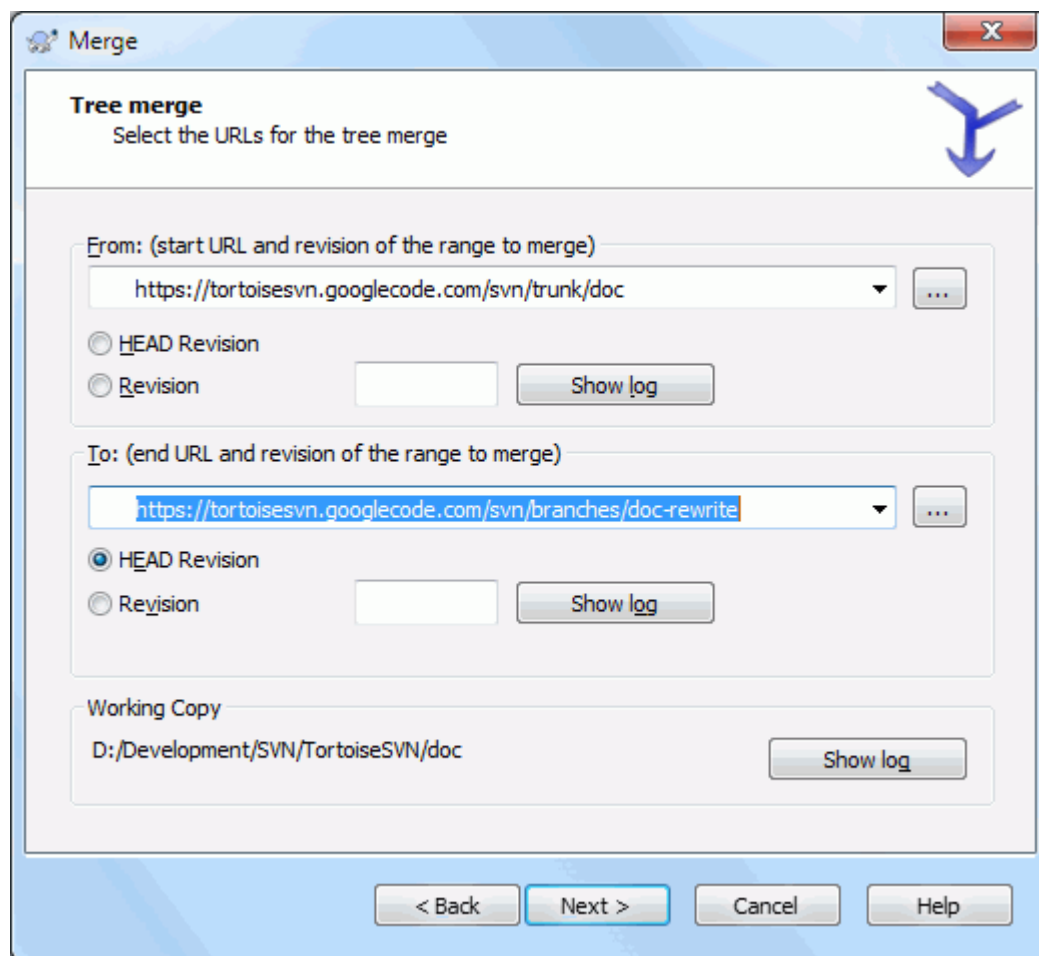 Merge
Tree merge
Select the URLs for the tree merge
From: (start URL and revision of the range to merge)
https://tortoisesvn.googlecode.com/svn/trunk/doc
...
HEAD Revision
Revision
Show log
To: (end URL and revision of the range to merge)
https://tortoisesvn.googlecode.com/svn/branches/doc-rewrite
...
HEAD Revision
Revision
Show log
Working Copy
D:/Development/SVN/TortoiseSVN/doc
Show log
< Back
Next >
Cancel
Help